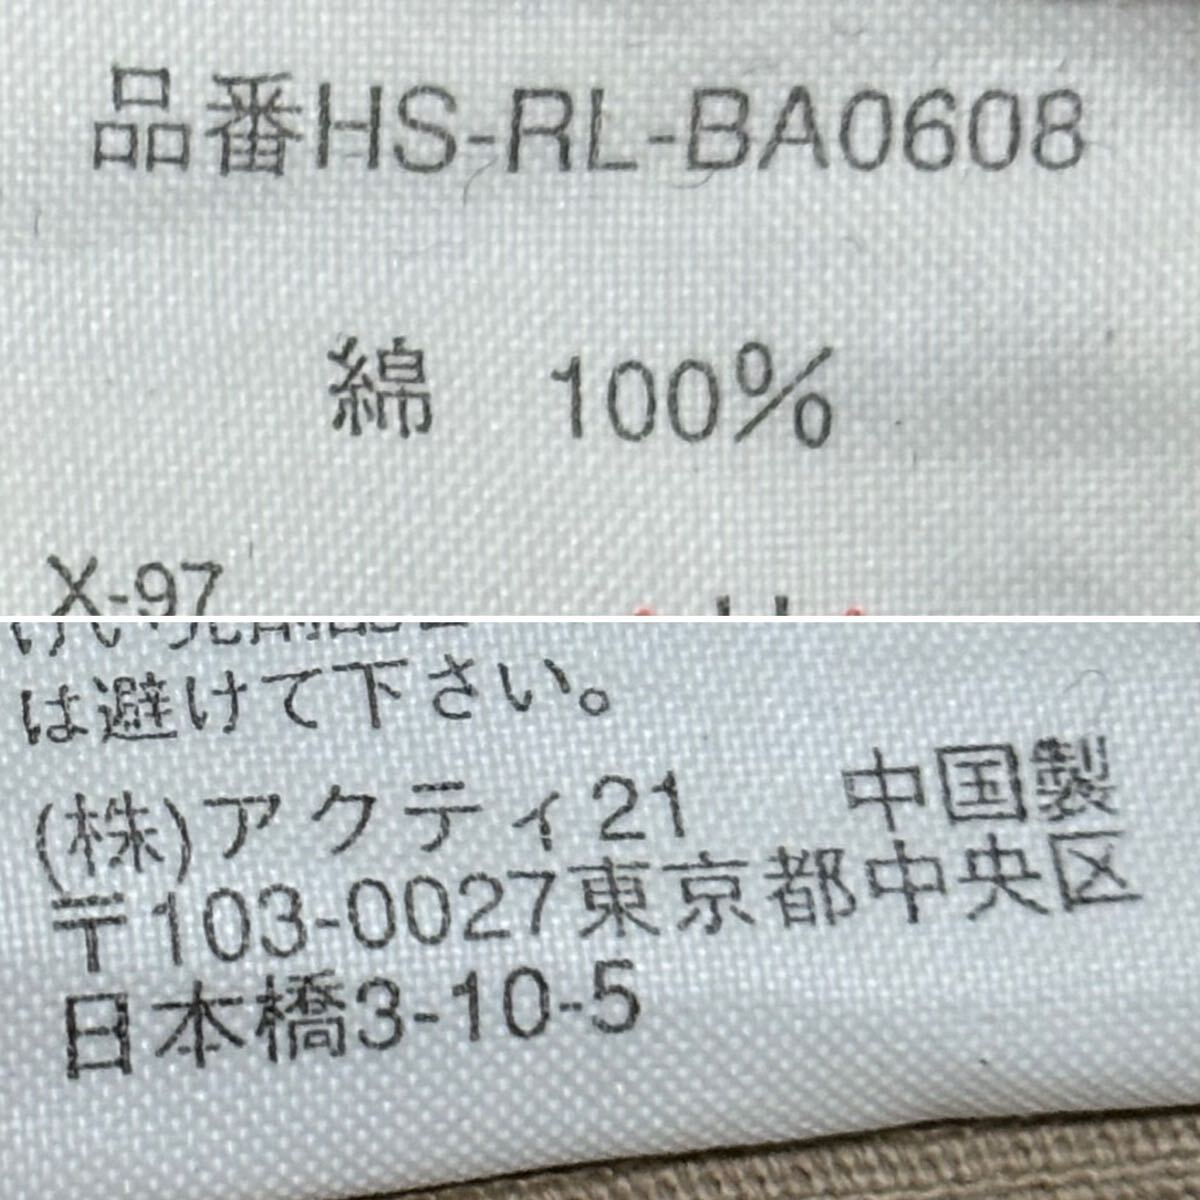 品番HS-RL-BA0608
綿 100%
X-97
は避けて下さい。
(株)アクティ21 中国製
〒103-0027東京都中央区
日本橋3-10-5